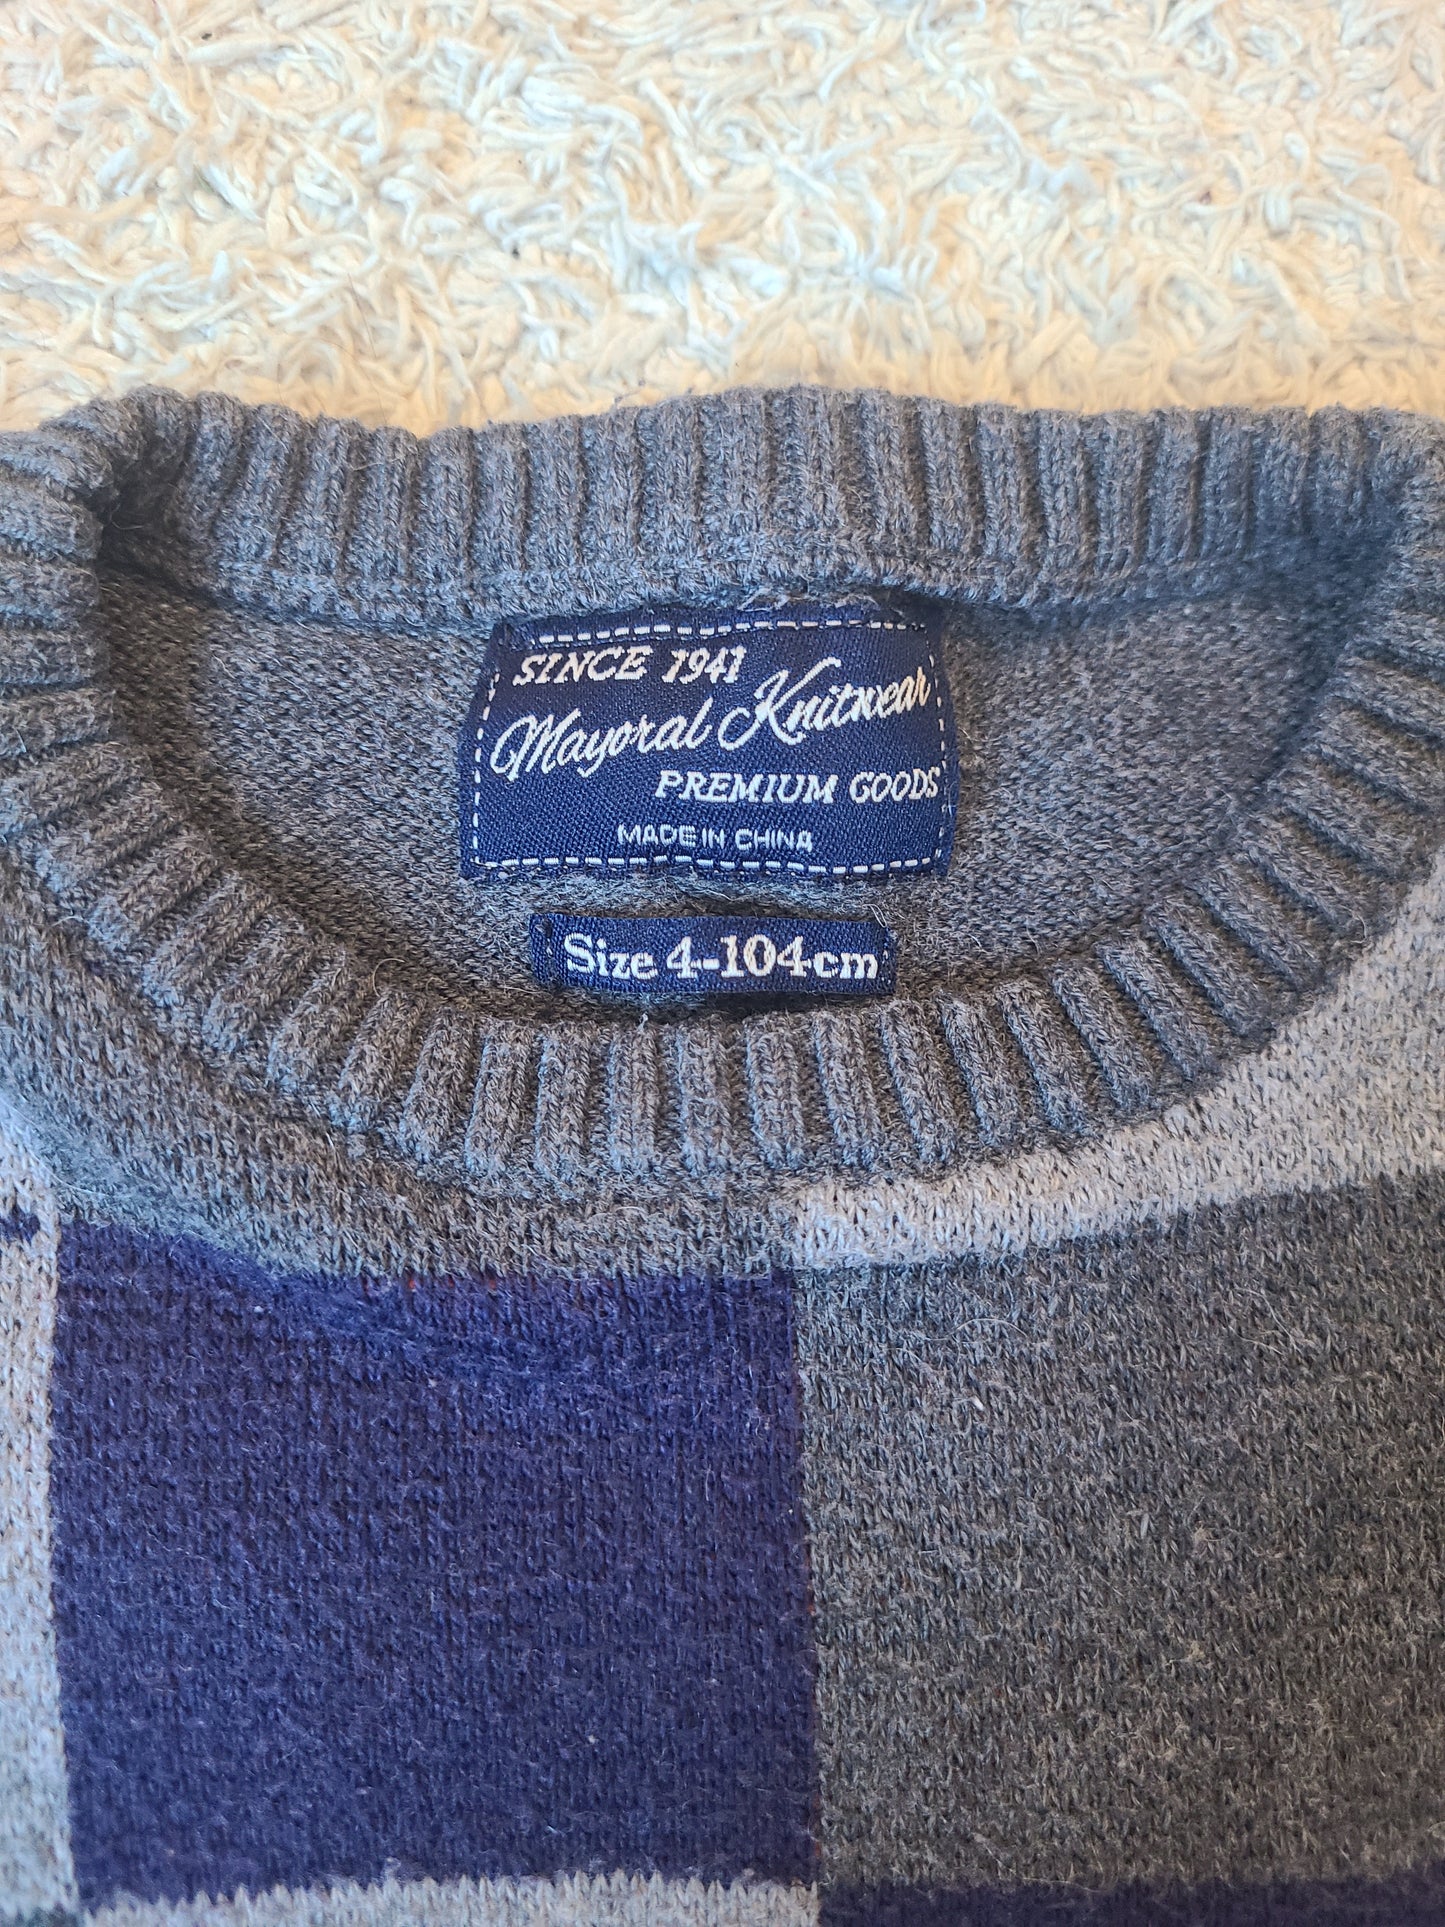 SINCE 1941
Mayoral Knitwear
PREMIUM GOODS
MADE IN CHINA
Size 4-104cm